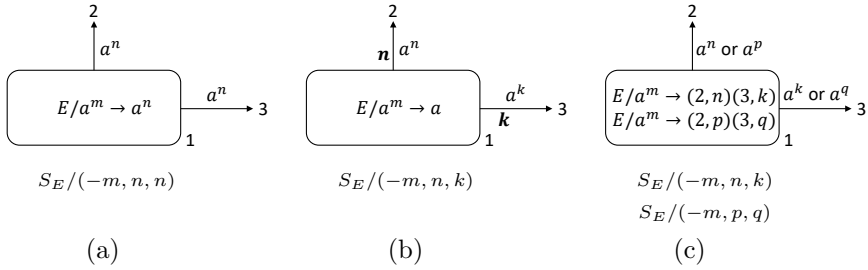 2
a^n
E/a^m → a^n
a^n
3
1
S_E/(−m, n, n)
(a)
2
n
a^n
E/a^m → a
a^k
k
3
1
S_E/(−m, n, k)
(b)
2
a^n or a^p
E/a^m → (2, n)(3, k)
E/a^m → (2, p)(3, q)
a^k or a^q
3
1
S_E/(−m, n, k)
S_E/(−m, p, q)
(c)